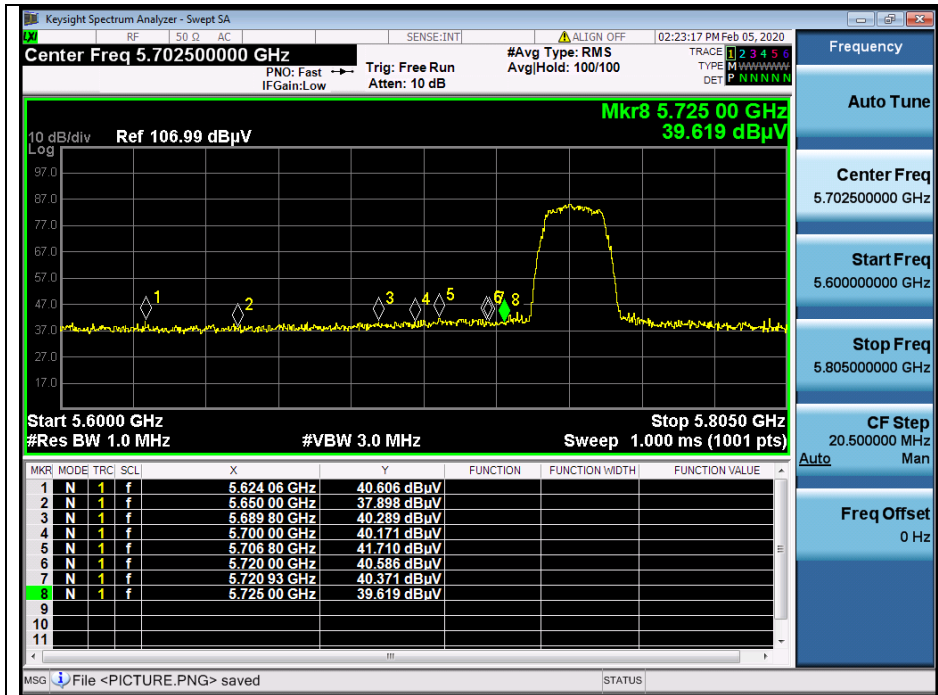 Keysight Spectrum Analyzer - Swept SA
LXI RF 50 Ω AC SENSE:INT ALIGN OFF 02:23:17 PM Feb 05, 2020
Center Freq 5.702500000 GHz
PNO: Fast
IFGain:Low
Trig: Free Run
Atten: 10 dB
#Avg Type: RMS
Avg|Hold: 100/100
TRACE 1 2 3 4 5 6
TYPE M WWWWW
DET P N N N N N
Mkr8 5.725 00 GHz
39.619 dBµV
10 dB/div Ref 106.99 dBµV
Log
97.0
87.0
77.0
67.0
57.0
47.0
37.0
27.0
17.0
1 2 3 4 5 6 7 8
Start 5.6000 GHz Stop 5.8050 GHz
#Res BW 1.0 MHz #VBW 3.0 MHz Sweep 1.000 ms (1001 pts)
MKR MODE TRC SCL X Y FUNCTION FUNCTION WIDTH FUNCTION VALUE
1 N 1 f 5.624 06 GHz 40.606 dBµV
2 N 1 f 5.650 00 GHz 37.898 dBµV
3 N 1 f 5.689 80 GHz 40.289 dBµV
4 N 1 f 5.700 00 GHz 40.171 dBµV
5 N 1 f 5.706 80 GHz 41.710 dBµV
6 N 1 f 5.720 00 GHz 40.586 dBµV
7 N 1 f 5.720 93 GHz 40.371 dBµV
8 N 1 f 5.725 00 GHz 39.619 dBµV
9
10
11
MSG File <PICTURE.PNG> saved STATUS
Frequency
Auto Tune
Center Freq
5.702500000 GHz
Start Freq
5.600000000 GHz
Stop Freq
5.805000000 GHz
CF Step
20.500000 MHz
Auto Man
Freq Offset
0 Hz